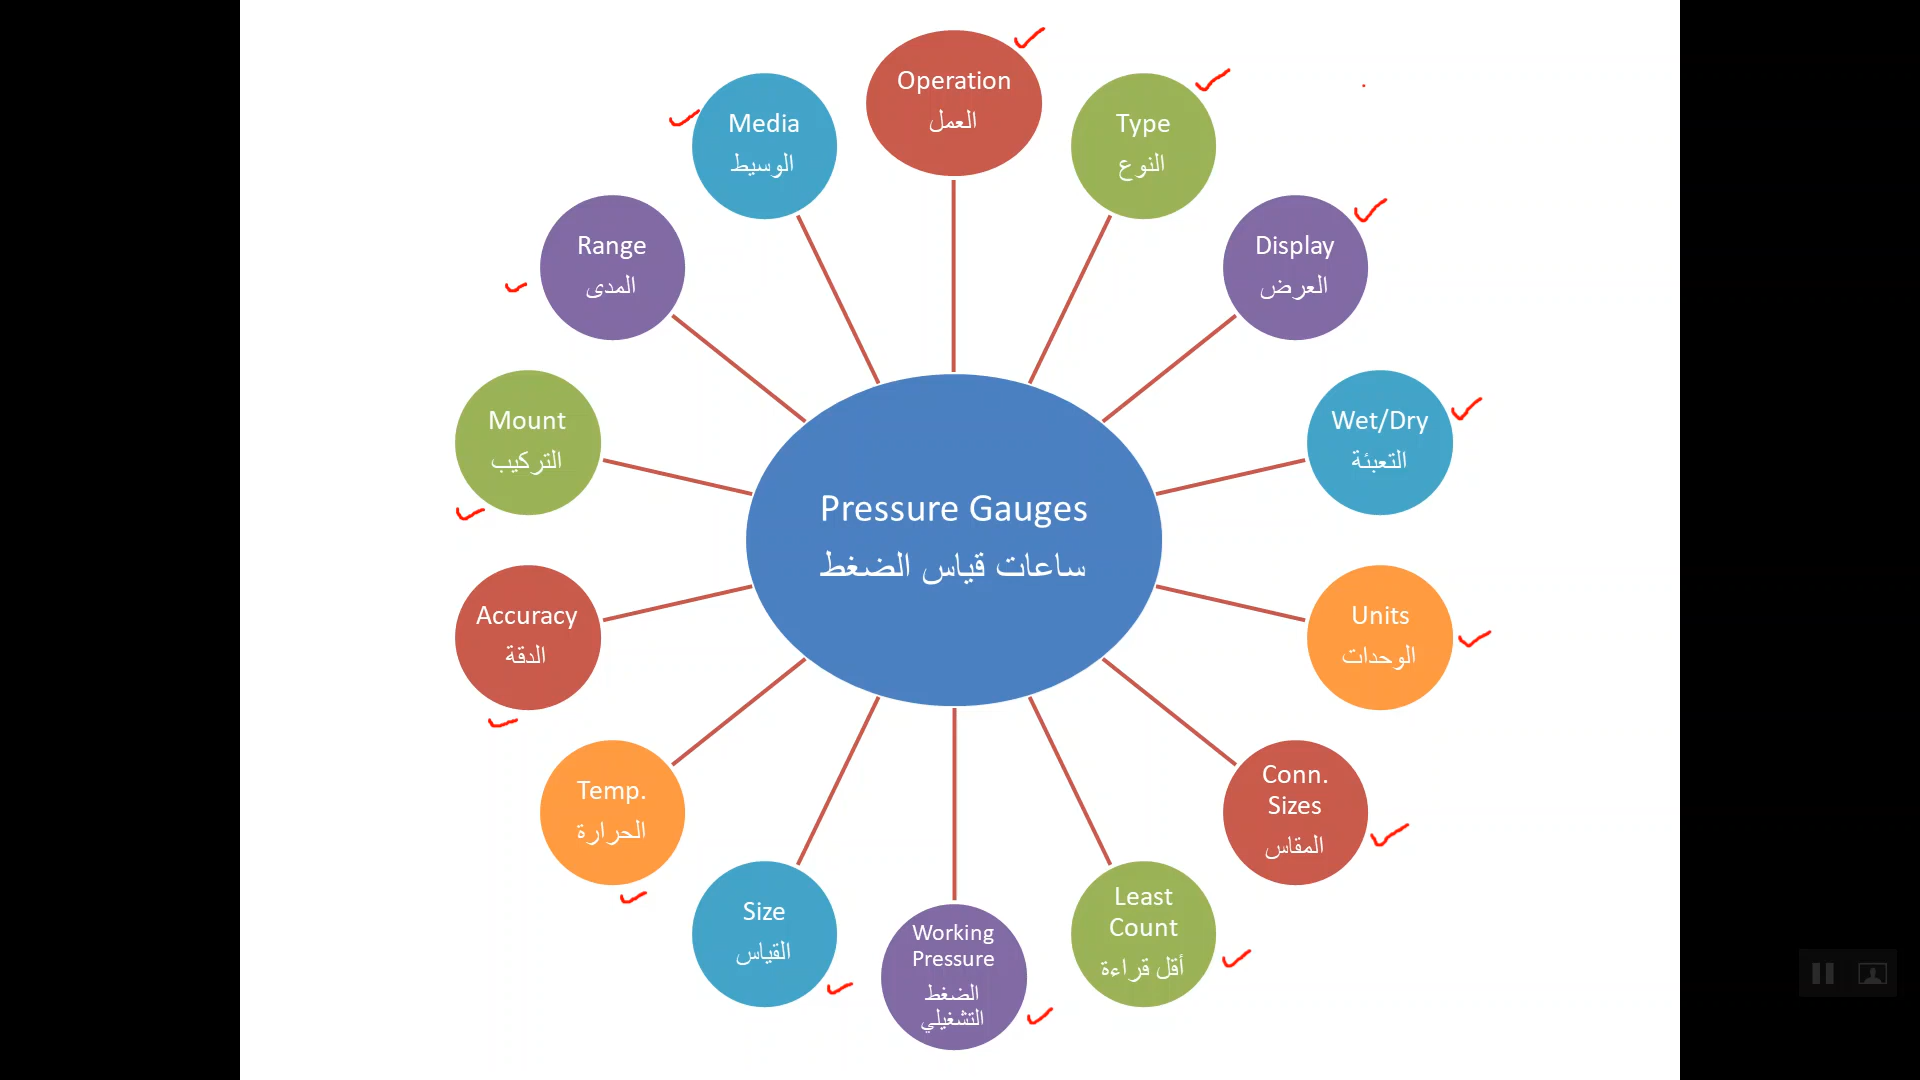 Operation
العمل
Type
النوع
Display
العرض
Wet/Dry
التعبئة
Units
الوحدات
Conn.
Sizes
المقاس
Least
Count
أقل قراءة
Working
Pressure
الضغط
التشغيلي
Size
القياس
Temp.
الحرارة
Accuracy
الدقة
Mount
التركيب
Range
المدى
Media
الوسيط
Pressure Gauges
ساعات قياس الضغط